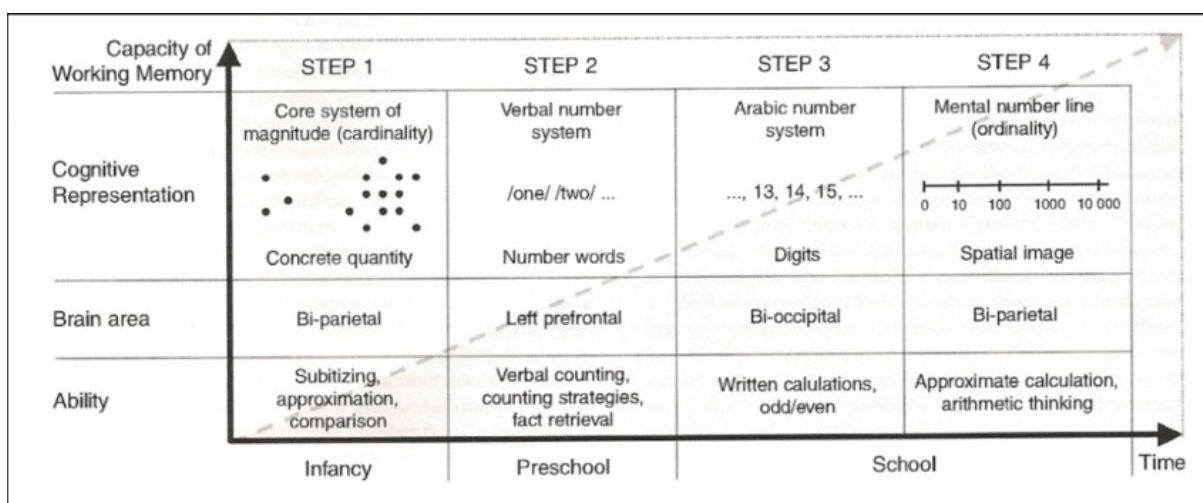 Capacity of
Working Memory
STEP 1
STEP 2
STEP 3
STEP 4
Cognitive
Representation
Core system of
magnitude (cardinality)
Concrete quantity
Verbal number
system
/one/ /two/ ...
Number words
Arabic number
system
..., 13, 14, 15, ...
Digits
Mental number line
(ordinality)
0 10 100 1000 10 000
Spatial image
Brain area
Bi-parietal
Left prefrontal
Bi-occipital
Bi-parietal
Ability
Subitizing,
approximation,
comparison
Verbal counting,
counting strategies,
fact retrieval
Written calulations,
odd/even
Approximate calculation,
arithmetic thinking
Infancy
Preschool
School
Time